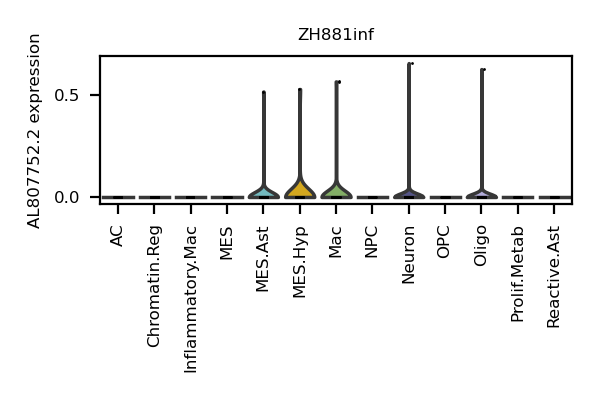 ZH881inf
AL807752.2 expression
0.5
0.0
AC
Chromatin.Reg
Inflammatory.Mac
MES
MES.Ast
MES.Hyp
Mac
NPC
Neuron
OPC
Oligo
Prolif.Metab
Reactive.Ast